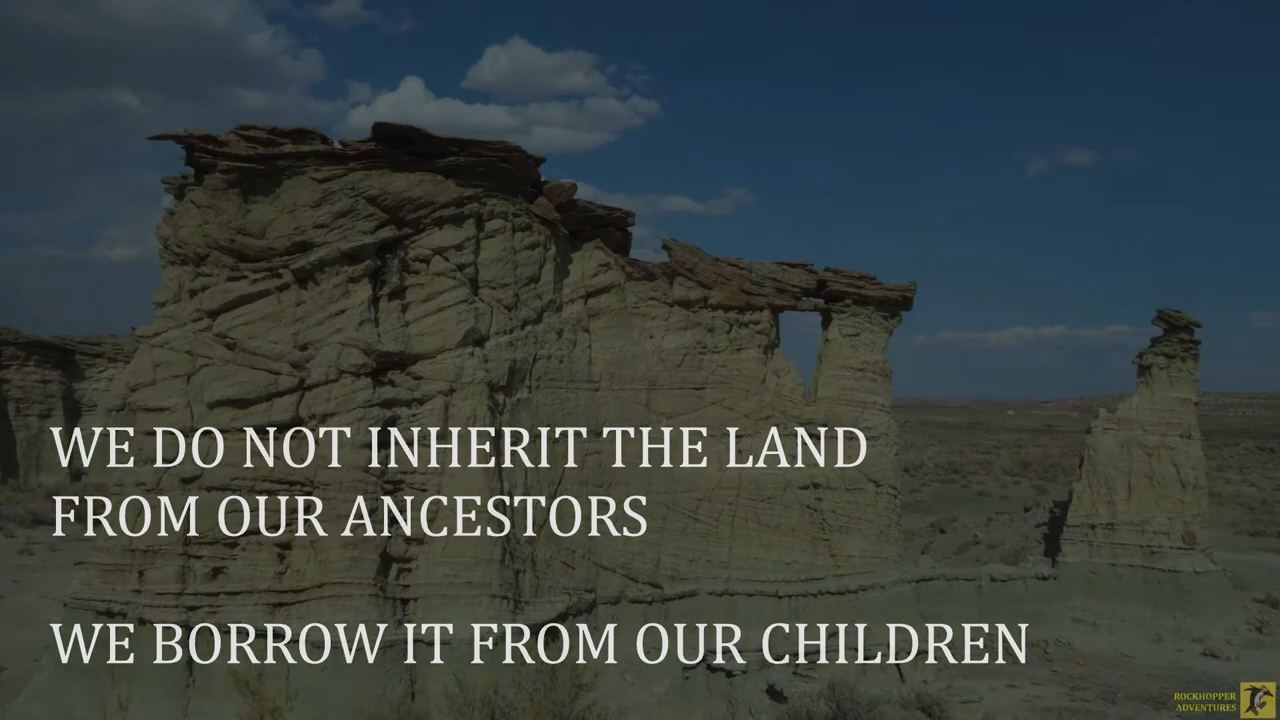 WE DO NOT INHERIT THE LAND
FROM OUR ANCESTORS
WE BORROW IT FROM OUR CHILDREN
ROCKHOPPER
ADVENTURES